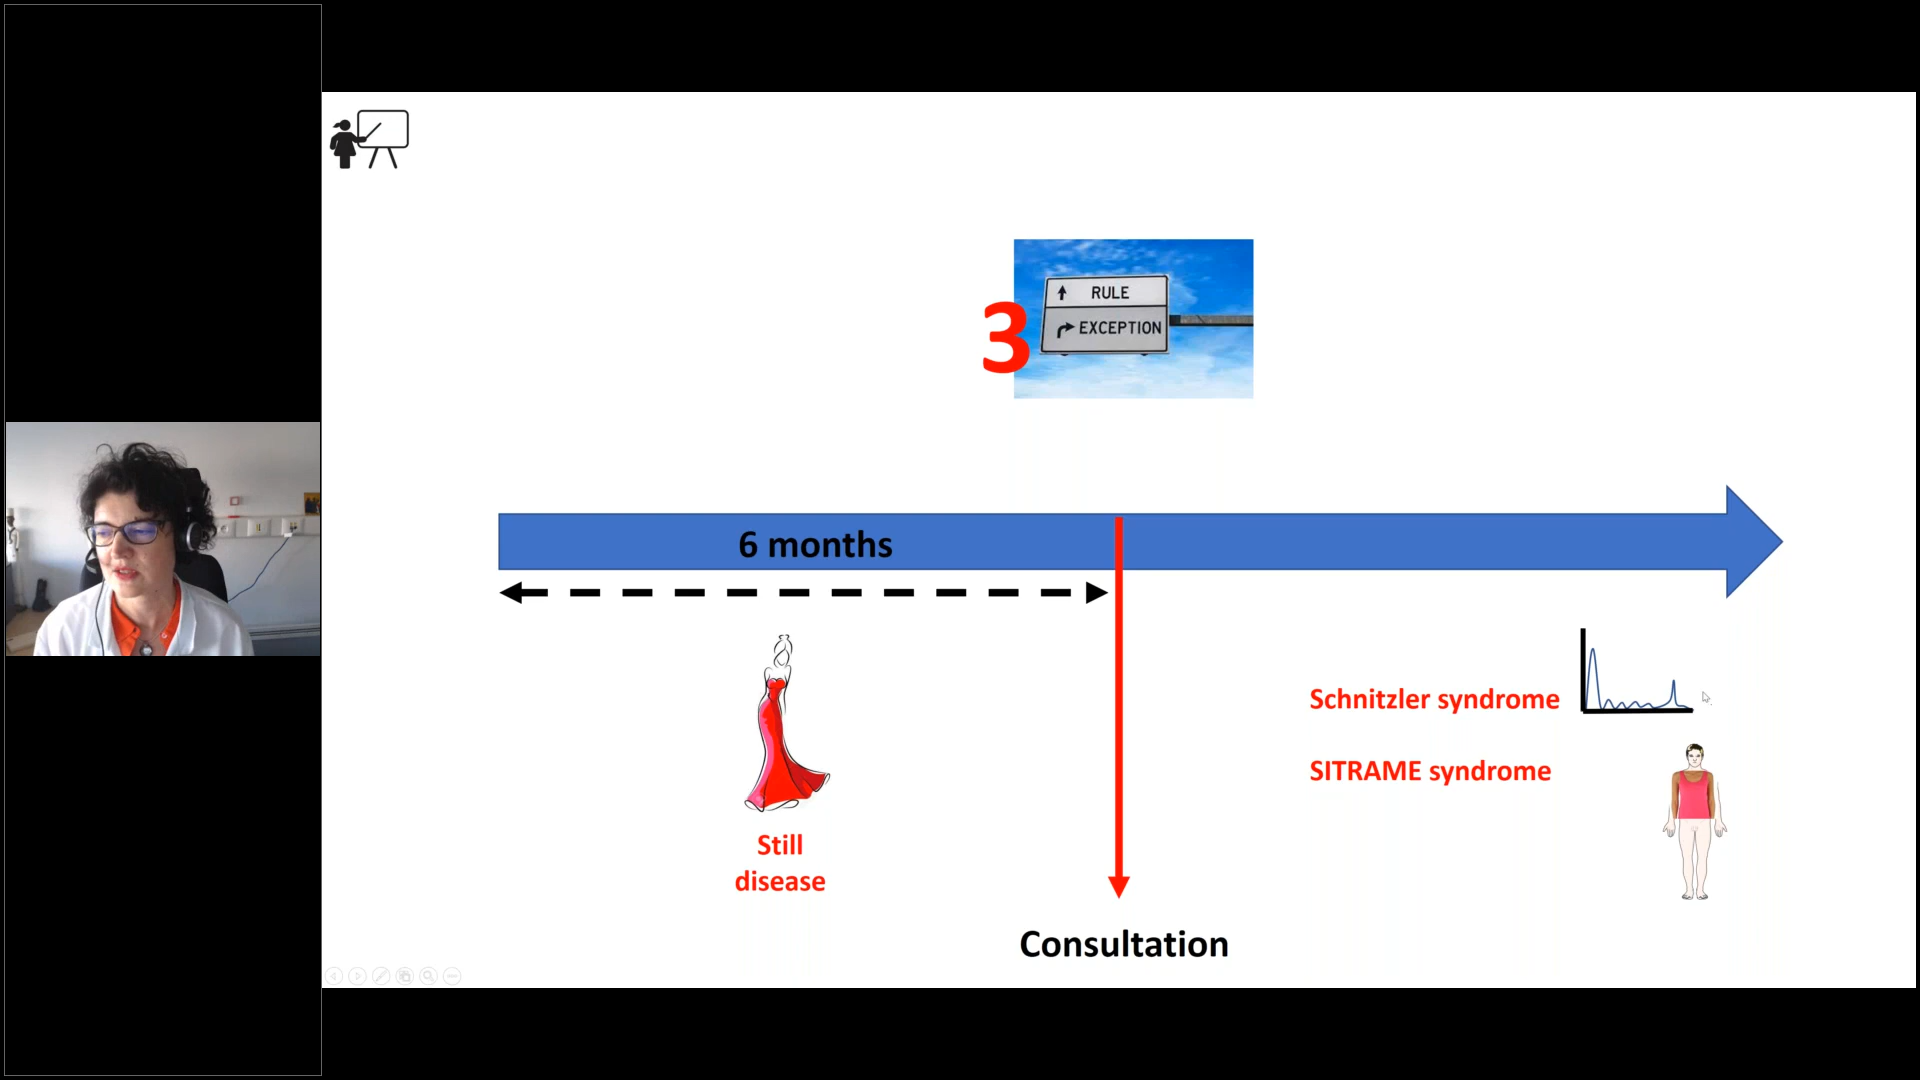 RULE
EXCEPTION
3
6 months
Schnitzler syndrome
SITRAME syndrome
Still
disease
Consultation